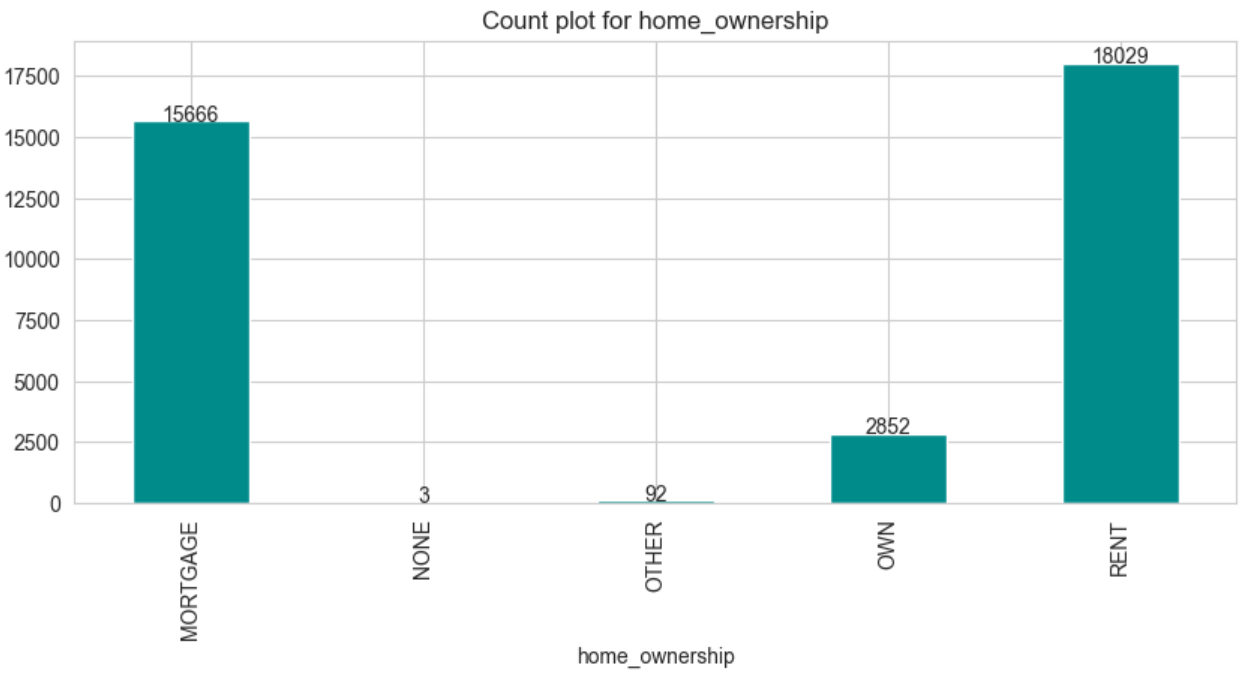 Count plot for home_ownership
17500
15000
12500
10000
7500
5000
2500
0
15666
3
92
2852
18029
MORTGAGE
NONE
OTHER
OWN
RENT
home_ownership